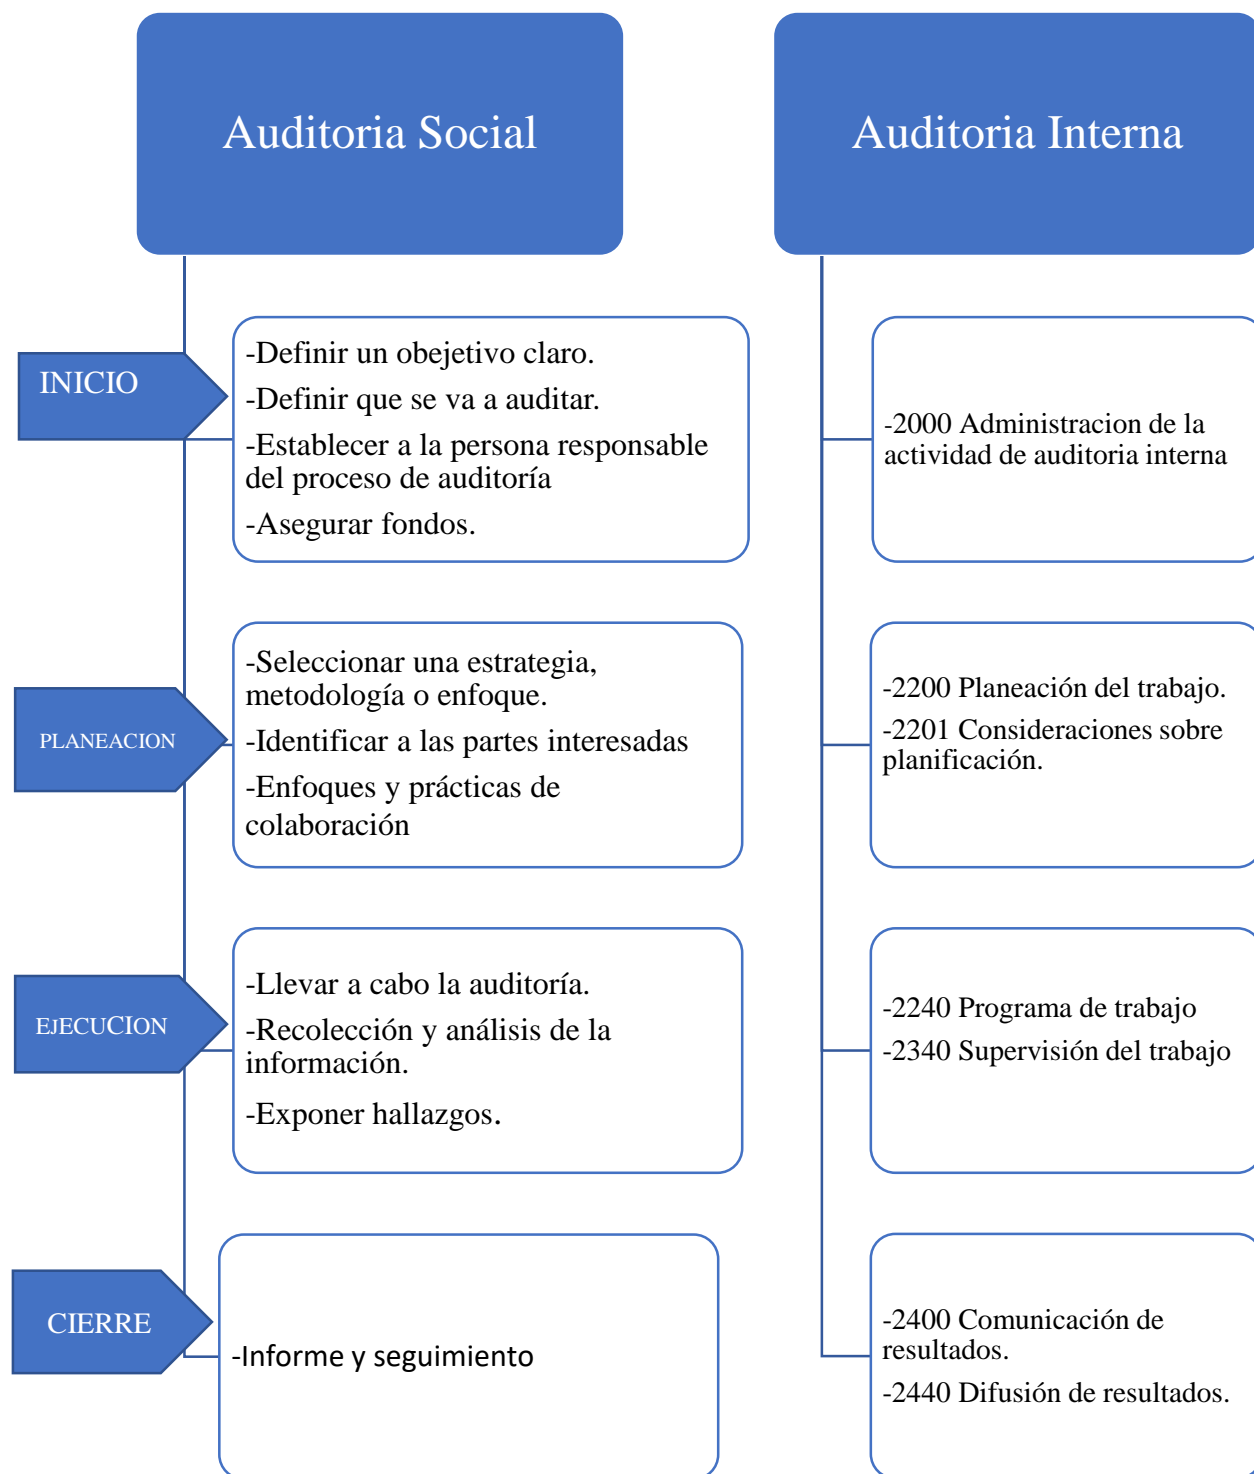 Auditoria Social
Auditoria Interna
INICIO
-Definir un obejetivo claro.
-Definir que se va a auditar.
-Establecer a la persona responsable
del proceso de auditoría
-Asegurar fondos.
-2000 Administracion de la
actividad de auditoria interna
PLANEACION
-Seleccionar una estrategia,
metodología o enfoque.
-Identificar a las partes interesadas
-Enfoques y prácticas de
colaboración
-2200 Planeación del trabajo.
-2201 Consideraciones sobre
planificación.
EJECUCION
-Llevar a cabo la auditoría.
-Recolección y análisis de la
información.
-Exponer hallazgos.
-2240 Programa de trabajo
-2340 Supervisión del trabajo
CIERRE
-Informe y seguimiento
-2400 Comunicación de
resultados.
-2440 Difusión de resultados.